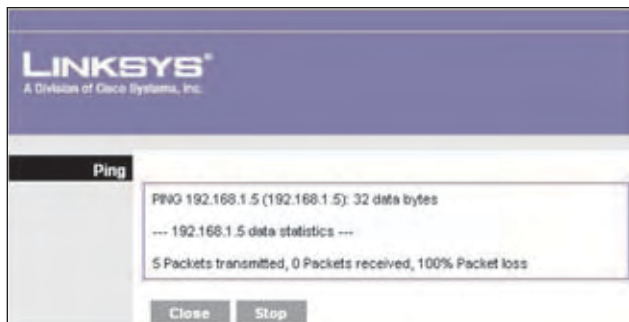 LINKSYS®
A Division of Cisco Systems, Inc.
Ping
PING 192.168.1.5 (192.168.1.5): 32 data bytes
--- 192.168.1.5 data statistics ---
5 Packets transmitted, 0 Packets received, 100% Packet loss
Close Stop